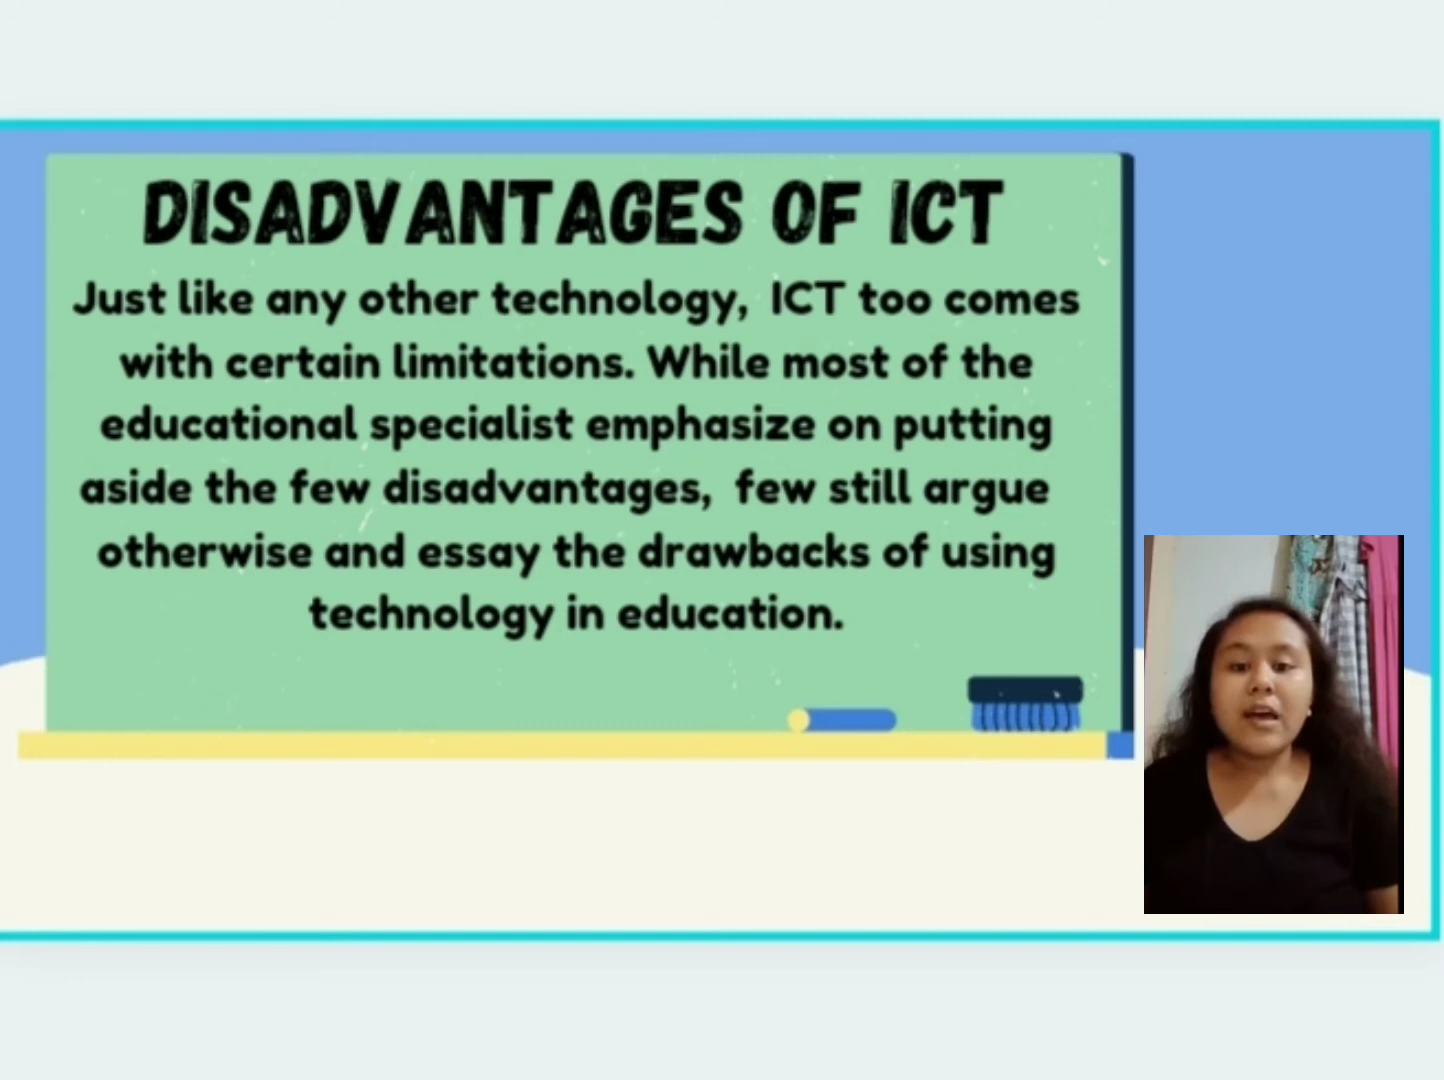 DISADVANTAGES OF ICT
Just like any other technology, ICT too comes
with certain limitations. While most of the
educational specialist emphasize on putting
aside the few disadvantages, few still argue
otherwise and essay the drawbacks of using
technology in education.